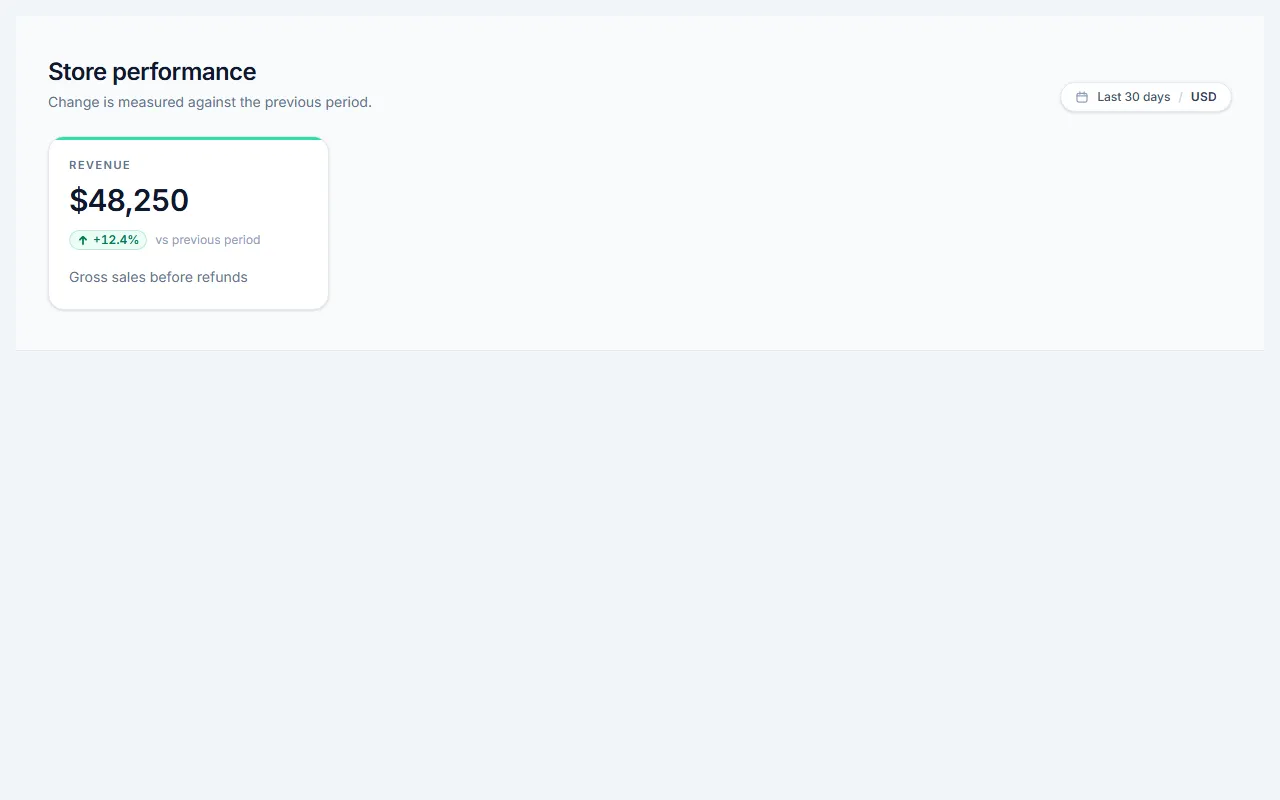 Store performance
Change is measured against the previous period.
Last 30 days / USD
REVENUE
$48,250
+12.4% vs previous period
Gross sales before refunds